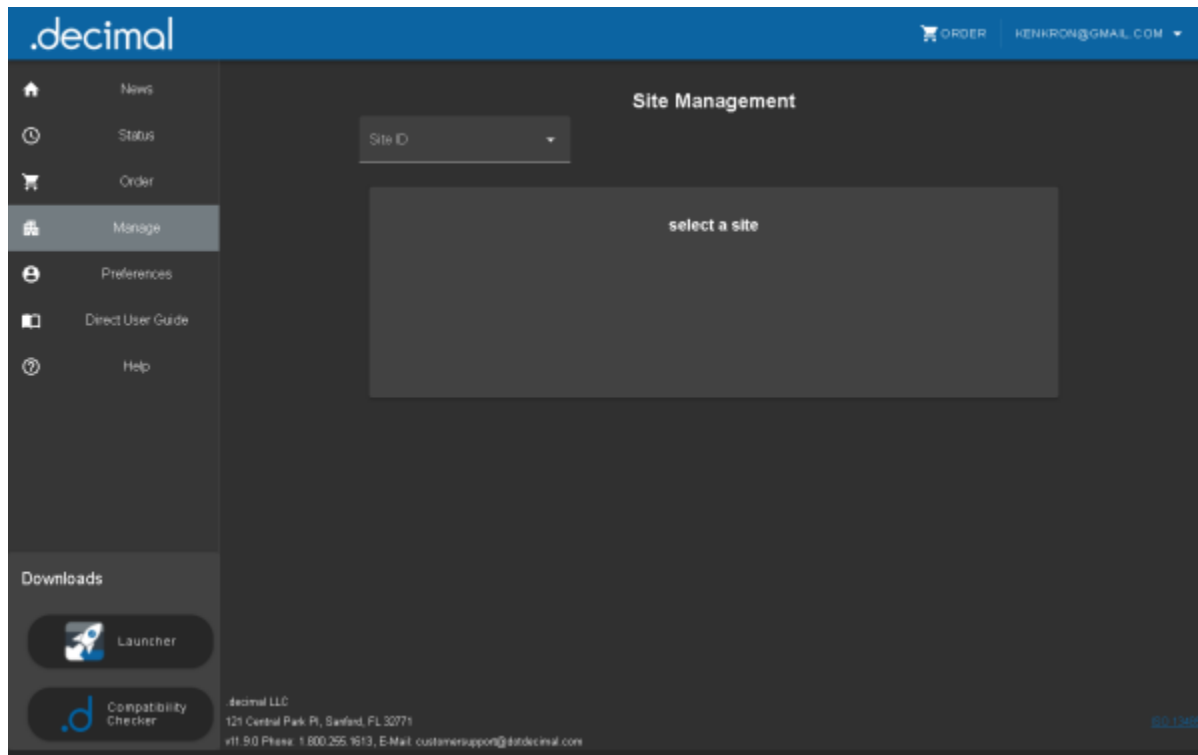 .decimal
ORDER
KENKRON@GMAIL.COM
News
Status
Order
Manage
Preferences
Direct User Guide
Help
Site Management
Site ID
select a site
Downloads
Launcher
.d
Compatibility
Checker
.decimal LLC
121 Central Park Pl, Sanford, FL 32771
v11.9.0 Phone: 1.800.255.1613, E-Mail: customersupport@dotdecimal.com
ISO